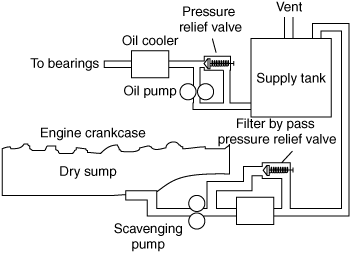 Pressure
relief valve
Vent
Oil cooler
To bearings
Supply tank
Oil pump
Filter by pass
pressure relief valve
Engine crankcase
Dry sump
Scavenging
pump